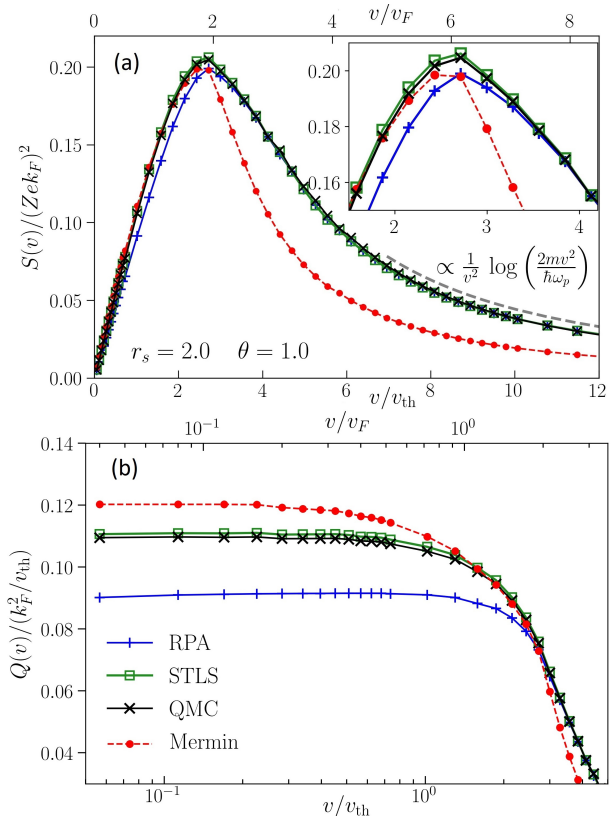 v/v_F
0 2 4 6 8
(a)
0.20
0.15
0.10
0.05
0.00
S(v)/(Zek_F)^2
0.20
0.18
0.16
2 3 4
∝ 1/v^2 log (2mv^2/ħω_p)
r_s = 2.0 θ = 1.0
0 2 4 6 8 10 12
v/v_th
v/v_F
10^{-1} 10^0
(b)
0.14
0.12
0.10
0.08
0.06
0.04
Q(v)/(k_F^2/v_th)
RPA
STLS
QMC
Mermin
10^{-1} 10^0
v/v_th